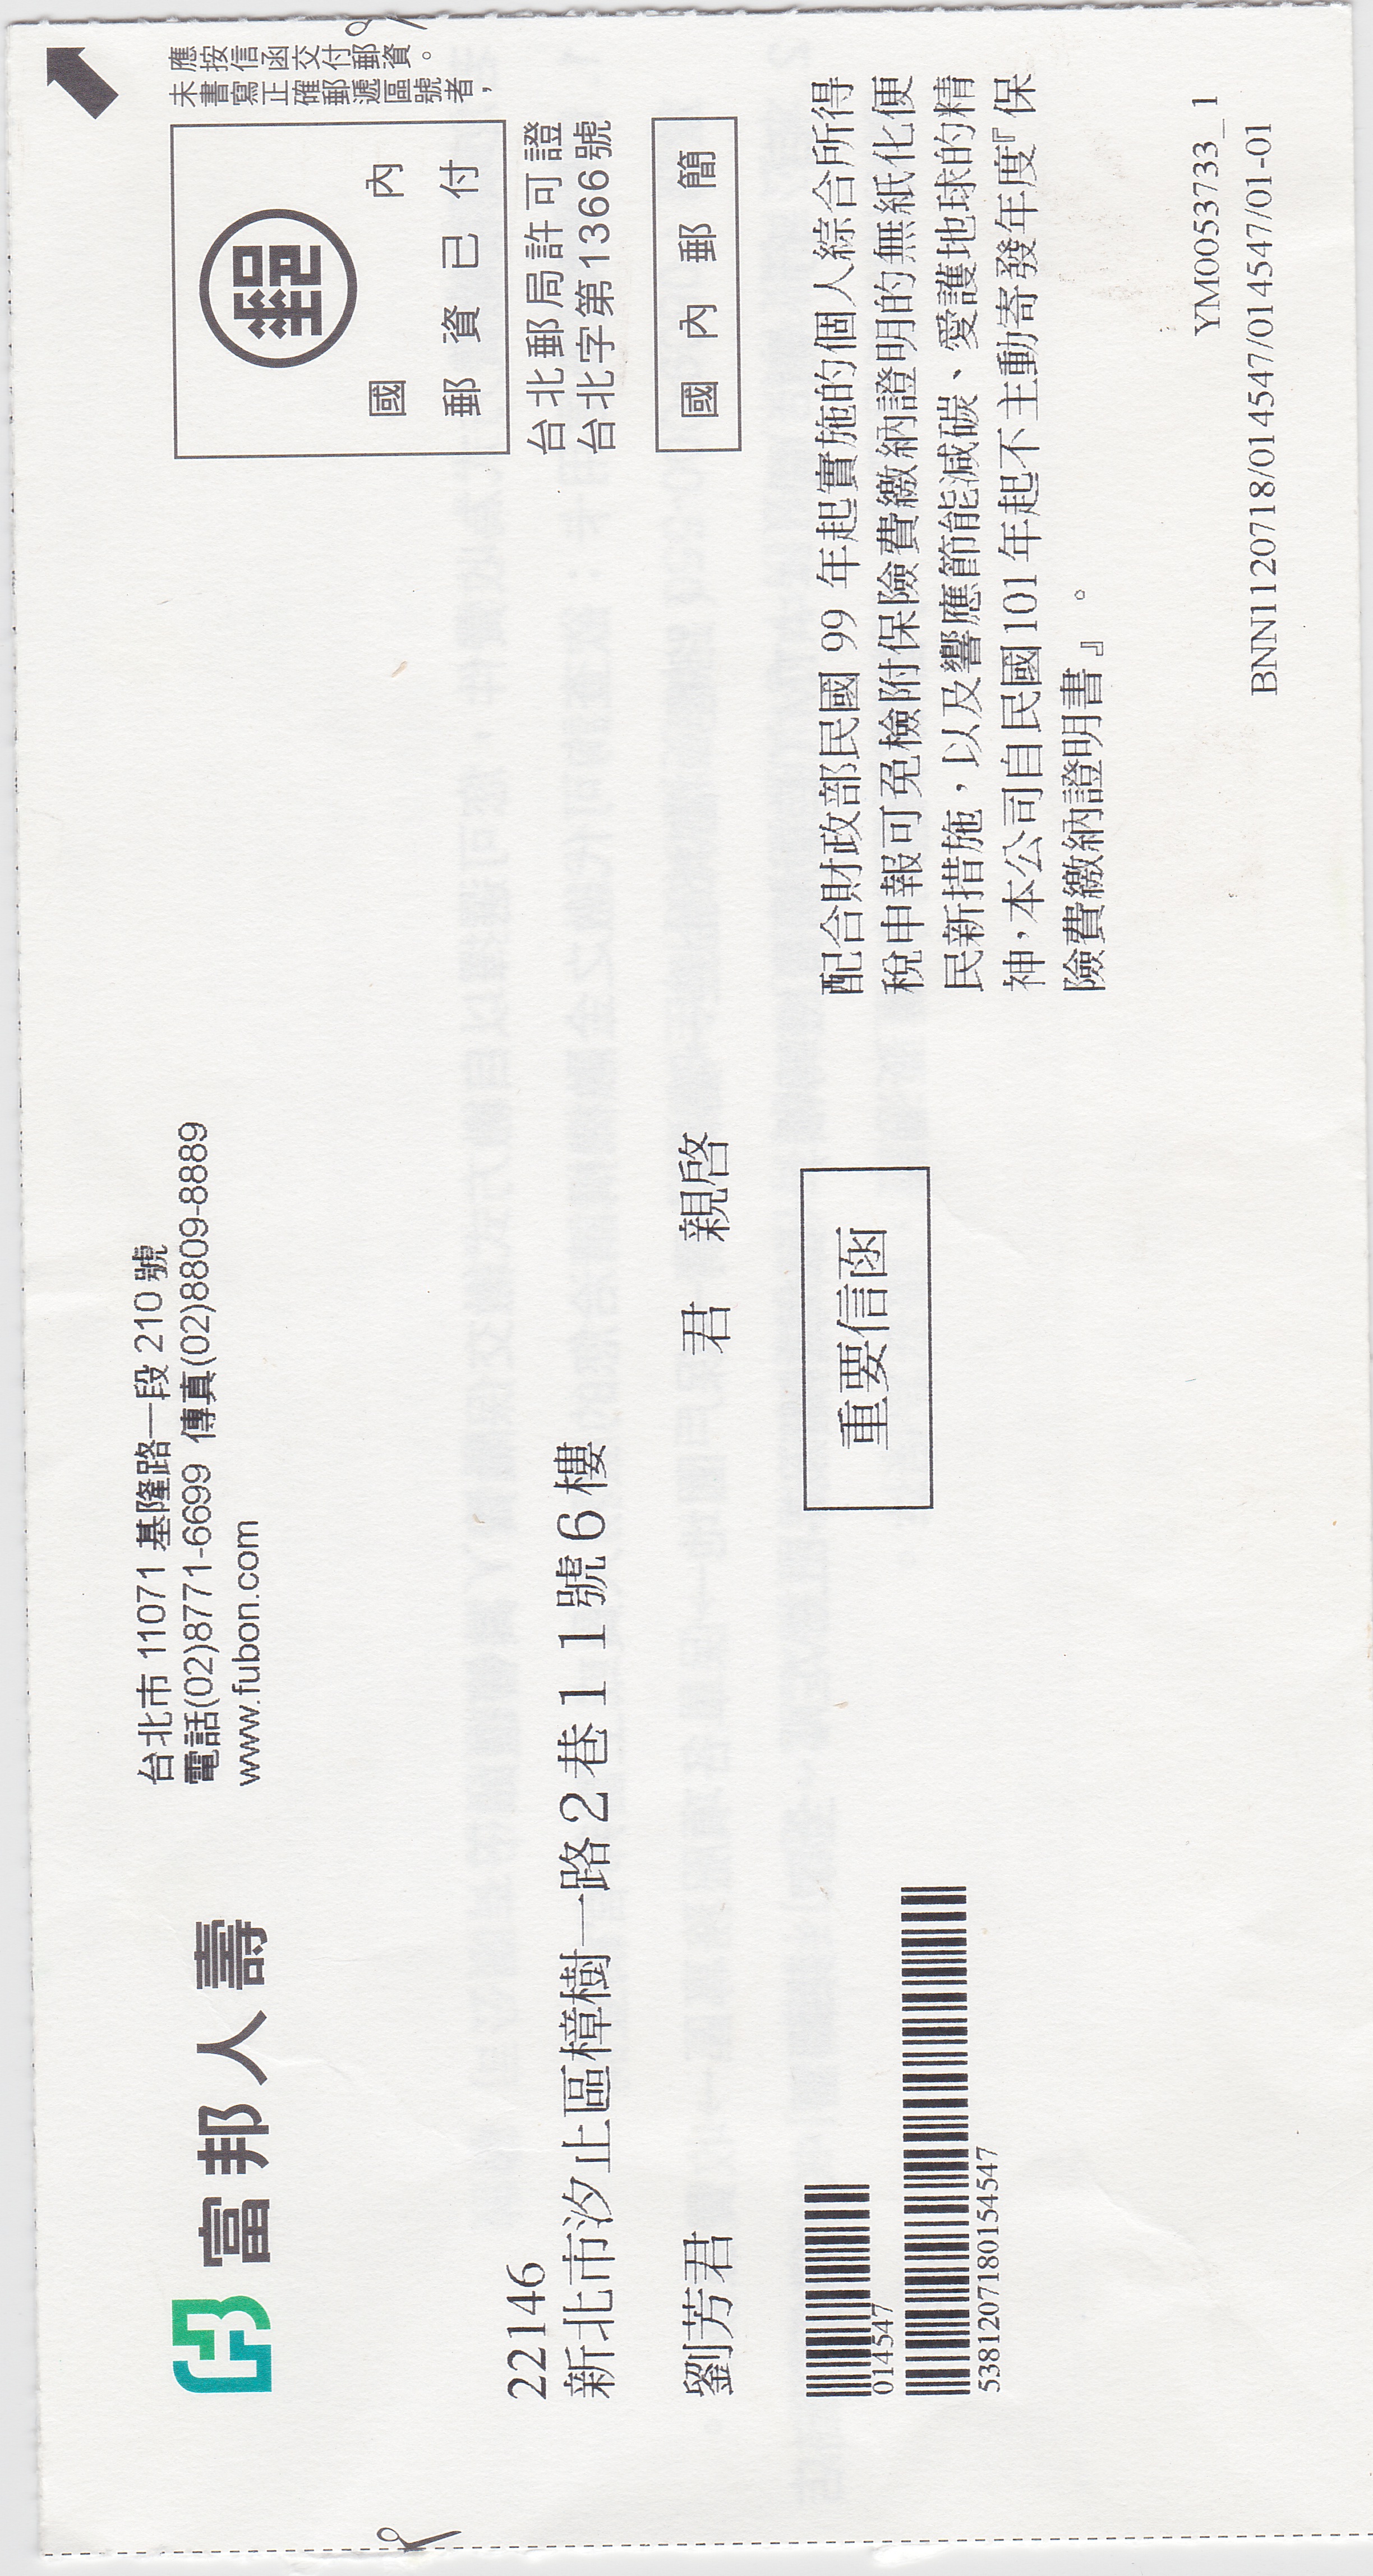 富邦人壽
台北市 11071 基隆路一段 210 號
電話(02)8771-6699 傳真(02)8809-8889
www.fubon.com
未書寫正確郵遞區號者，
應按信函交付郵資。
國內
郵資已付
台北郵局許可證
台北字第1366號
國內郵簡
22146
新北市汐止區樟樹一路2巷11號6樓
劉芳君 君 親啓
重要信函
014547
538120718015４547
配合財政部民國 99 年起實施的個人綜合所得
稅申報可免檢附保險費繳納證明的無紙化便
民新措施，以及響應節能減碳、愛護地球的精
神，本公司自民國101年起不主動寄發年度『保
險費繳納證明書』。
YM0053733_1
BNN1120718/014547/014547/01-01